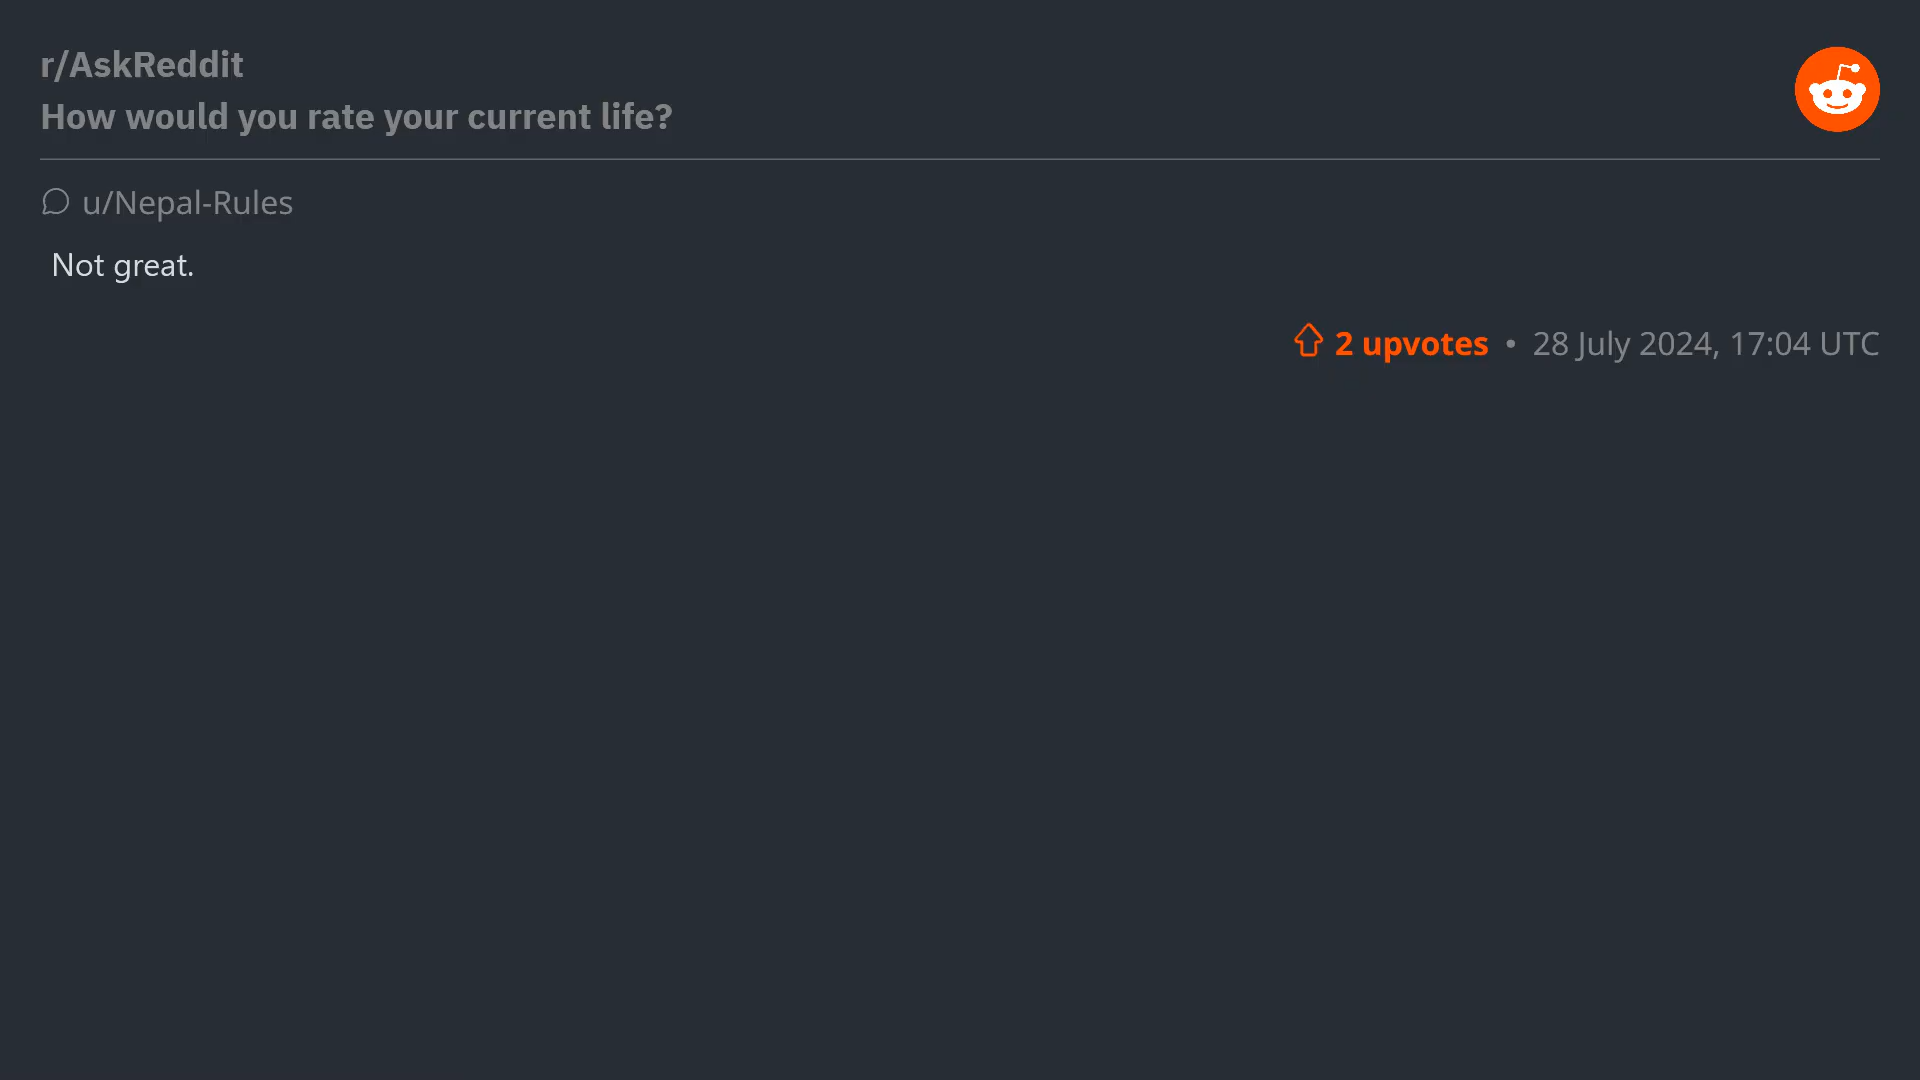 r/AskReddit
How would you rate your current life?
u/Nepal-Rules
Not great.
2 upvotes • 28 July 2024, 17:04 UTC